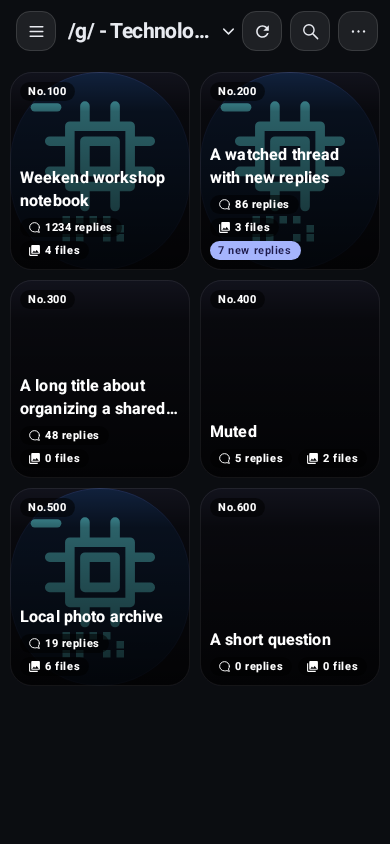 /g/ - Technolo...
No.100
Weekend workshop
notebook
1234 replies
4 files
No.200
A watched thread
with new replies
86 replies
3 files
7 new replies
No.300
A long title about
organizing a shared...
48 replies
0 files
No.400
Muted
5 replies
2 files
No.500
Local photo archive
19 replies
6 files
No.600
A short question
0 replies
0 files